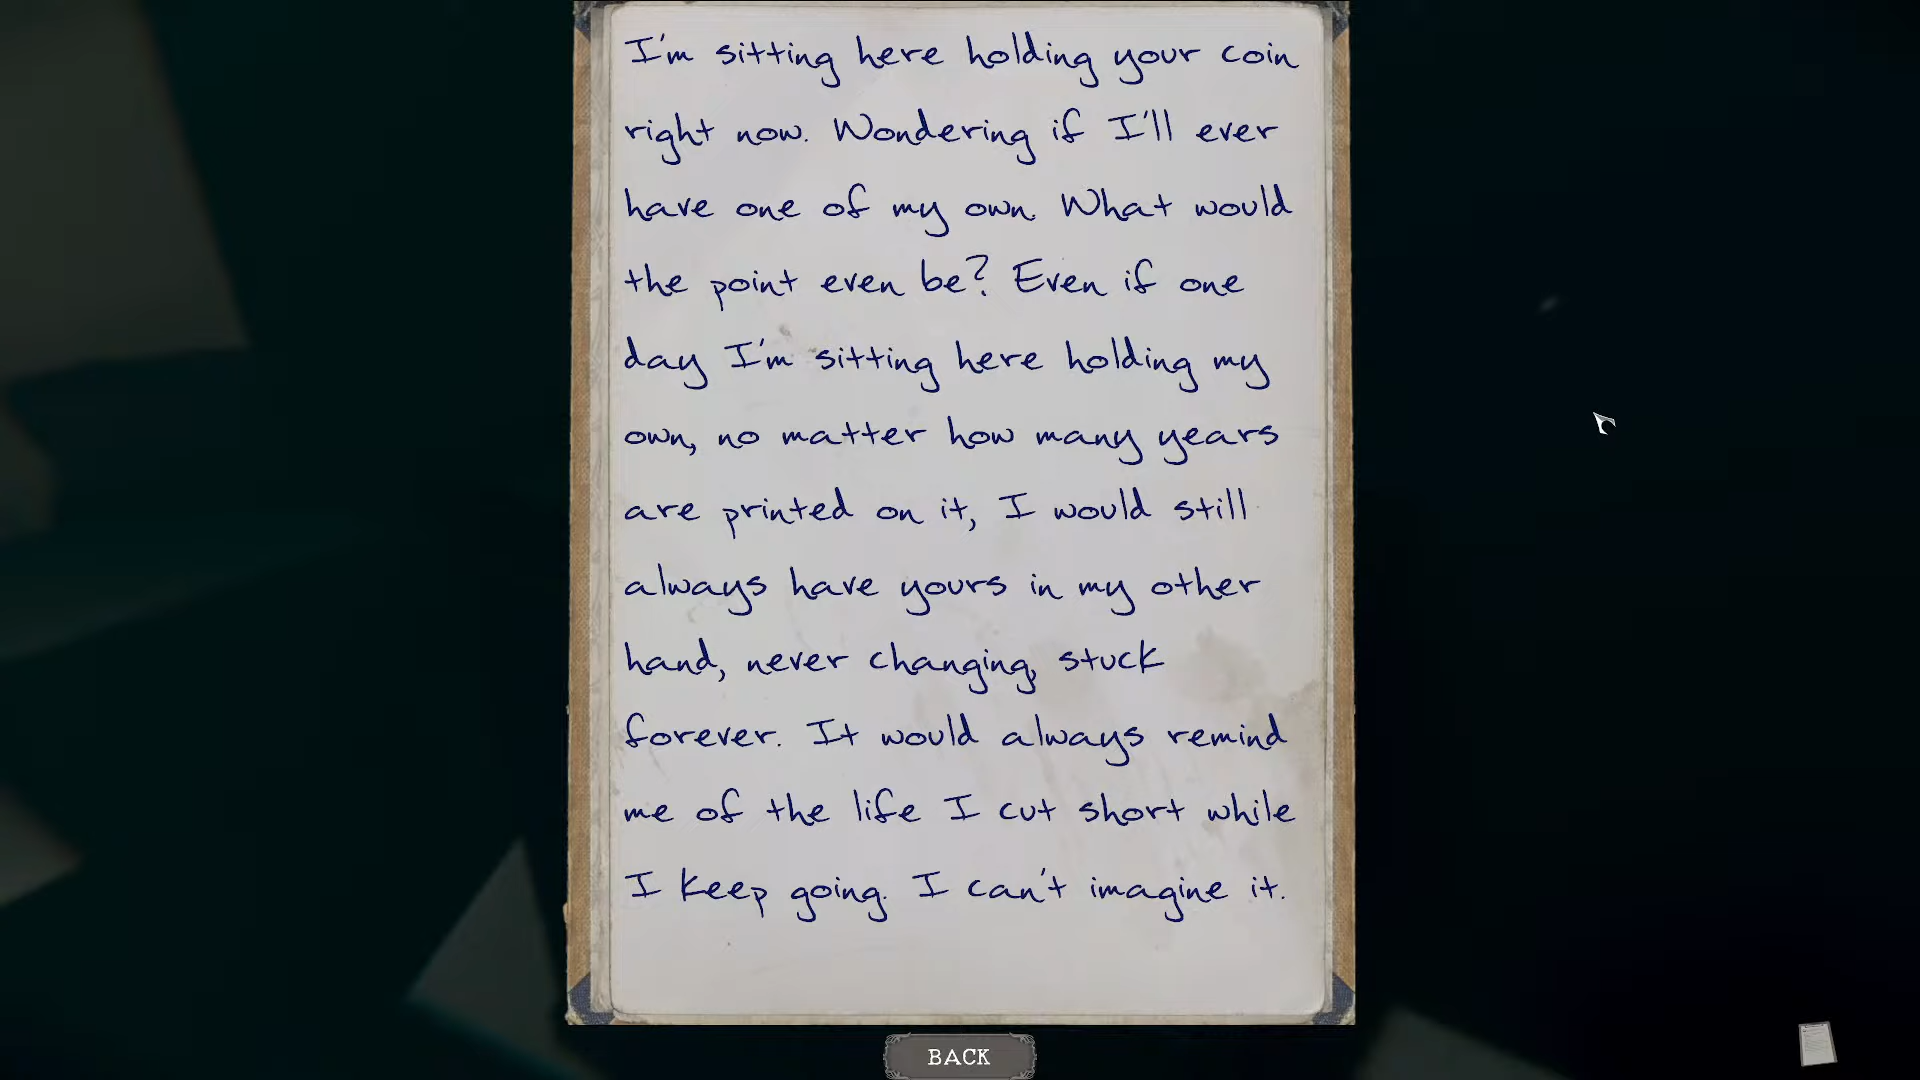 I'm sitting here holding your coin
right now. Wondering if I'll ever
have one of my own. What would
the point even be? Even if one
day I'm sitting here holding my
own, no matter how many years
are printed on it, I would still
always have yours in my other
hand, never changing, stuck
forever. It would always remind
me of the life I cut short while
I keep going. I can't imagine it.
BACK